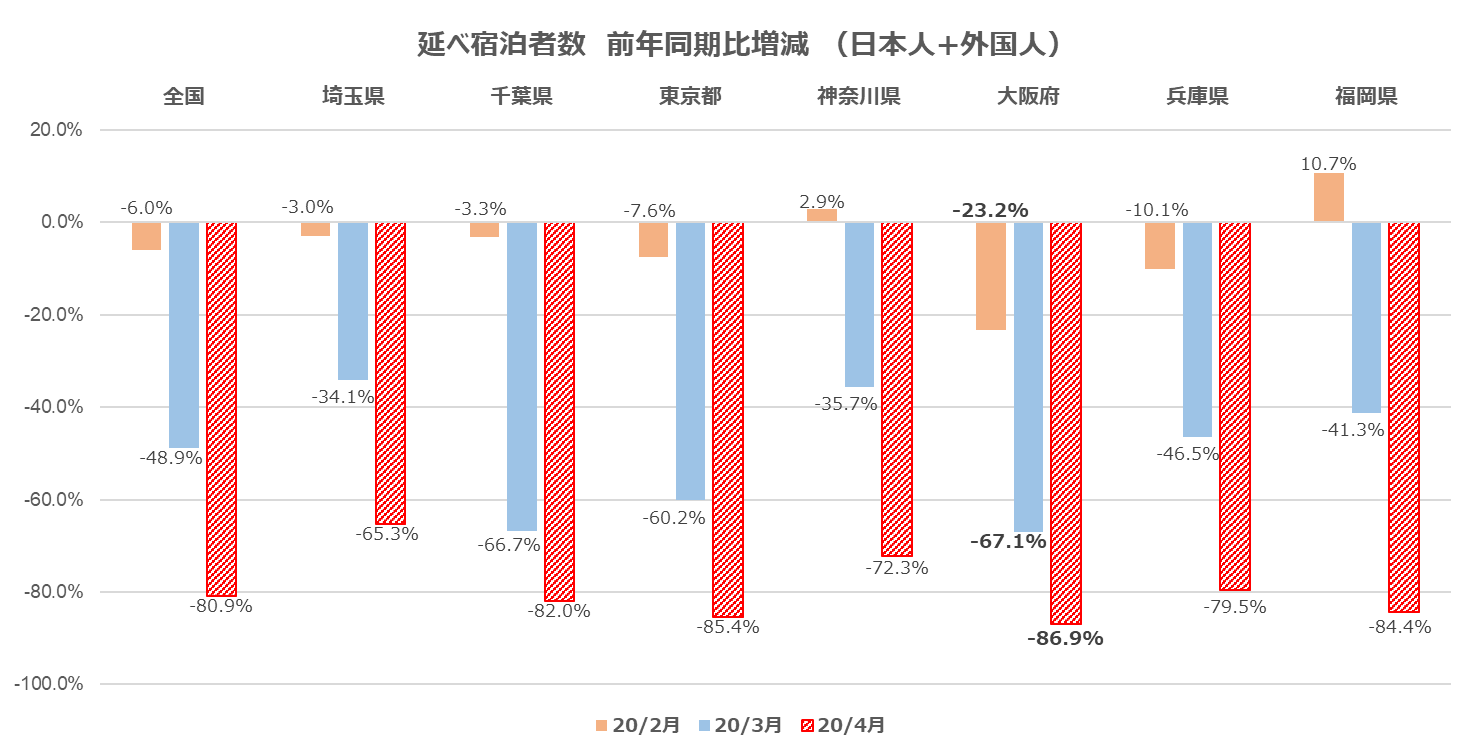 延べ宿泊者数 前年同期比増減 (日本人+外国人)
全国 埼玉県 千葉県 東京都 神奈川県 大阪府 兵庫県 福岡県
20.0%
0.0%
-20.0%
-40.0%
-60.0%
-80.0%
-100.0%
-6.0% -48.9% -80.9%
-3.0% -34.1% -65.3%
-3.3% -66.7% -82.0%
-7.6% -60.2% -85.4%
2.9% -35.7% -72.3%
-23.2% -67.1% -86.9%
-10.1% -46.5% -79.5%
10.7% -41.3% -84.4%
20/2月 20/3月 20/4月